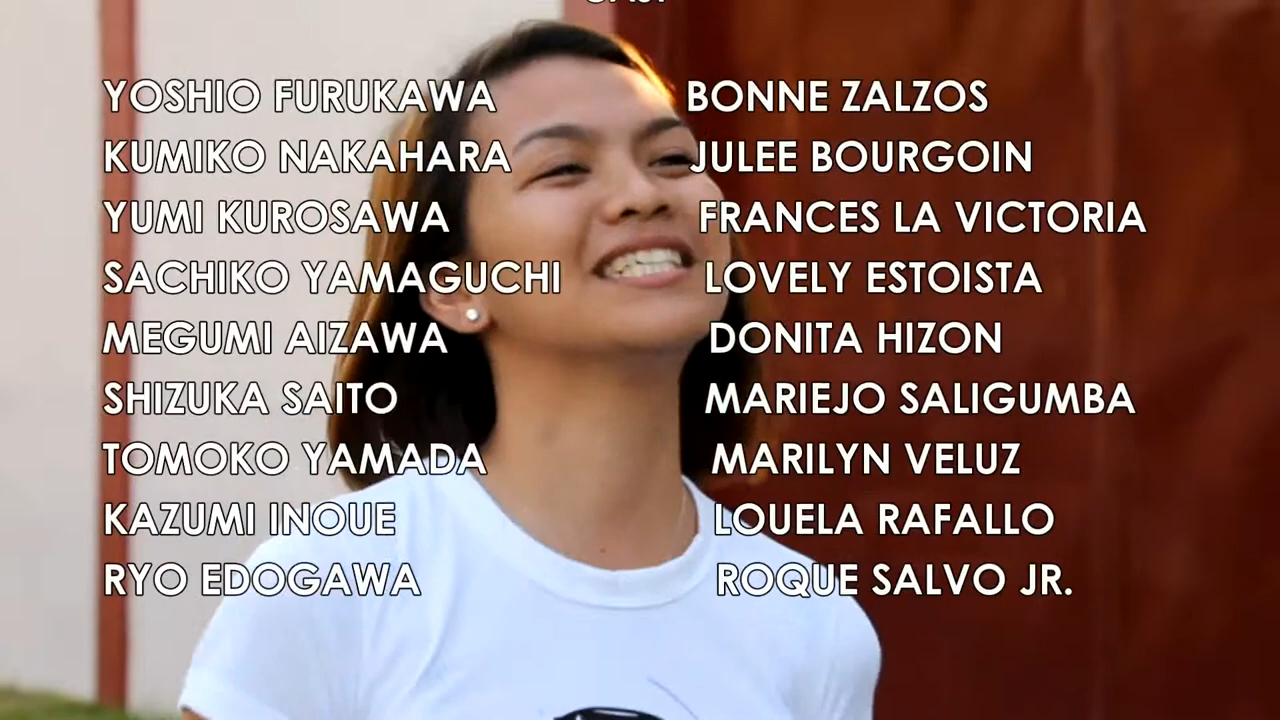 YOSHIO FURUKAWA BONNE ZALZOS
KUMIKO NAKAHARA JULEE BOURGOIN
YUMI KUROSAWA FRANCES LA VICTORIA
SACHIKO YAMAGUCHI LOVELY ESTOISTA
MEGUMI AIZAWA DONITA HIZON
SHIZUKA SAITO MARIEJO SALIGUMBA
TOMOKO YAMADA MARILYN VELUZ
KAZUMI INOUE LOUELA RAFALLO
RYO EDOGAWA ROQUE SALVO JR.